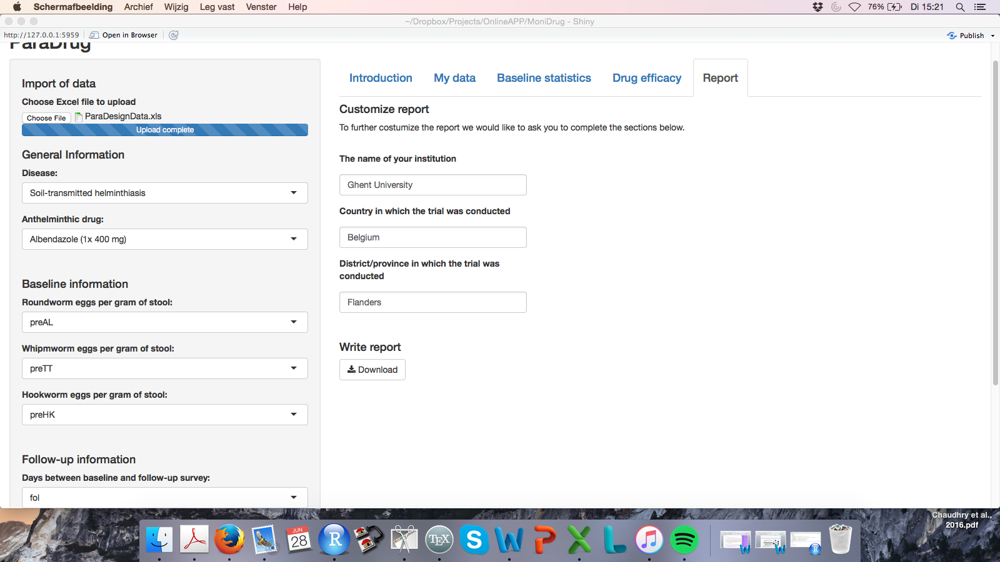 Schermafbeelding Archief Wijzig Leg vast Venster Help 76% Di 15:21
~/Dropbox/Projects/OnlineAPP/MoniDrug - Shiny
http://127.0.0.1:5959 Open in Browser Publish
ParaDrug
Import of data
Choose Excel file to upload
Choose File ParaDesignData.xls
Upload complete
General Information
Disease:
Soil-transmitted helminthiasis
Anthelminthic drug:
Albendazole (1x 400 mg)
Baseline information
Roundworm eggs per gram of stool:
preAL
Whipmworm eggs per gram of stool:
preTT
Hookworm eggs per gram of stool:
preHK
Follow-up information
Days between baseline and follow-up survey:
fol
Introduction My data Baseline statistics Drug efficacy Report
Customize report
To further costumize the report we would like to ask you to complete the sections below.
The name of your institution
Ghent University
Country in which the trial was conducted
Belgium
District/province in which the trial was
conducted
Flanders
Write report
Download
Chaudhry et al.,
2016.pdf
JUN
28
R
TEX
S
W
P
X
L
W
W
R